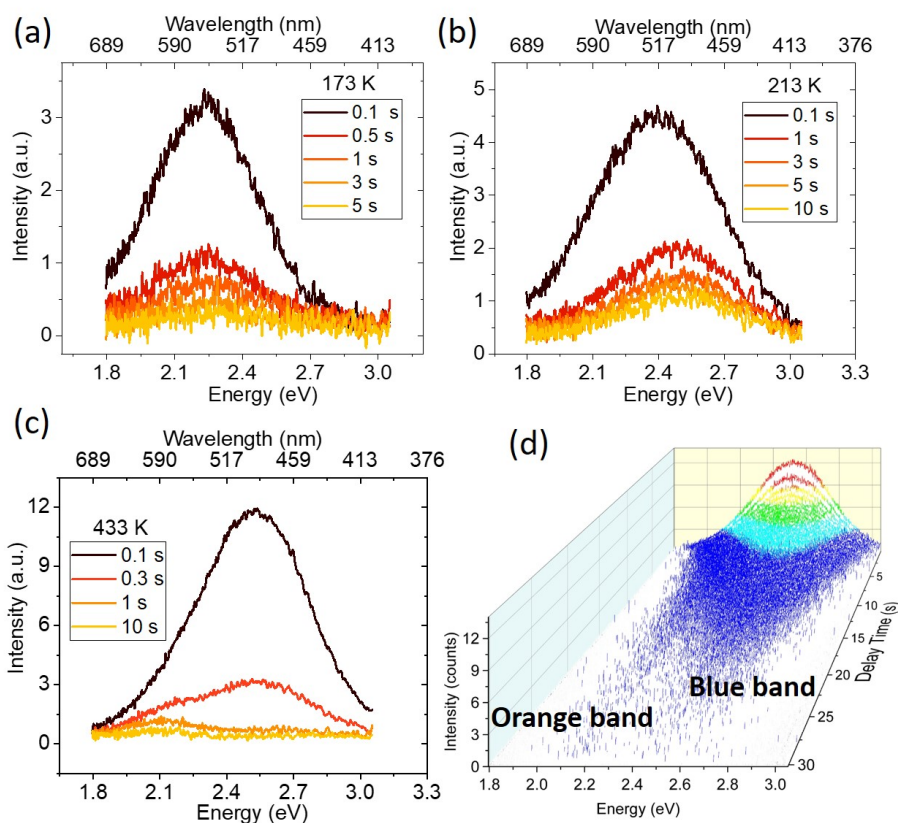 (a)
Wavelength (nm)
689 590 517 459 413
173 K
0.1 s
0.5 s
1 s
3 s
5 s
Intensity (a.u.)
3
2
1
0
1.8 2.1 2.4 2.7 3.0
Energy (eV)
(b)
Wavelength (nm)
689 590 517 459 413 376
213 K
0.1 s
1 s
3 s
5 s
10 s
Intensity (a.u.)
5
4
3
2
1
0
1.8 2.1 2.4 2.7 3.0 3.3
Energy (eV)
(c)
Wavelength (nm)
689 590 517 459 413 376
433 K
0.1 s
0.3 s
1 s
10 s
Intensity (a.u.)
12
9
6
3
0
1.8 2.1 2.4 2.7 3.0 3.3
Energy (eV)
(d)
Intensity (counts)
12
9
6
3
0
Orange band
Blue band
1.8 2.0 2.2 2.4 2.6 2.8 3.0
Energy (eV)
5
10
15
20
25
30
Delay Time (s)